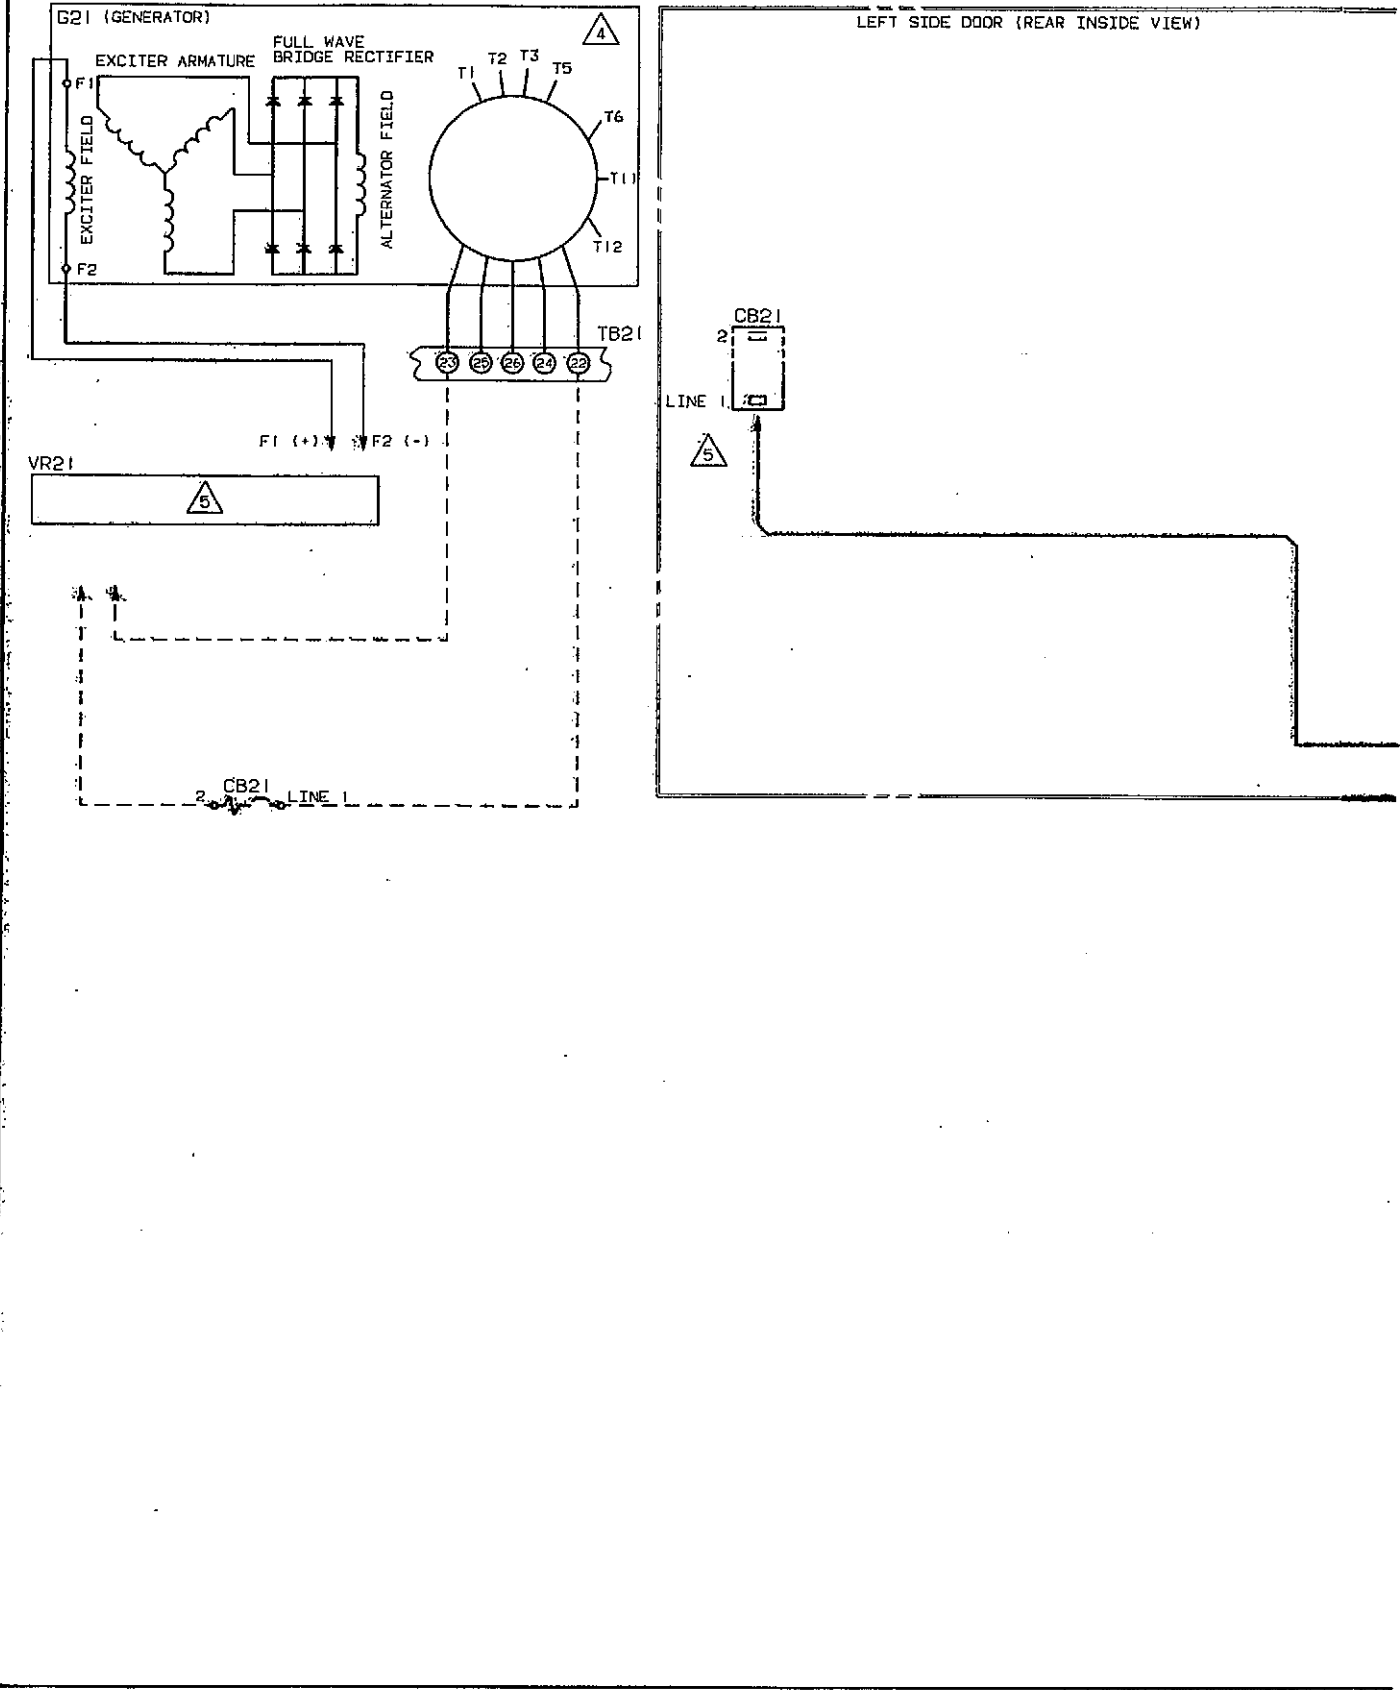 G21 (GENERATOR)
4
LEFT SIDE DOOR (REAR INSIDE VIEW)
EXCITER ARMATURE
FULL WAVE
BRIDGE RECTIFIER
F1
EXCITER FIELD
F2
ALTERNATOR FIELD
T1
T2
T3
T5
T6
T11
T12
TB21
23
25
26
24
22
CB21
2
LINE 1
5
F1 (+)
F2 (-)
VR21
5
CB21
2
LINE 1